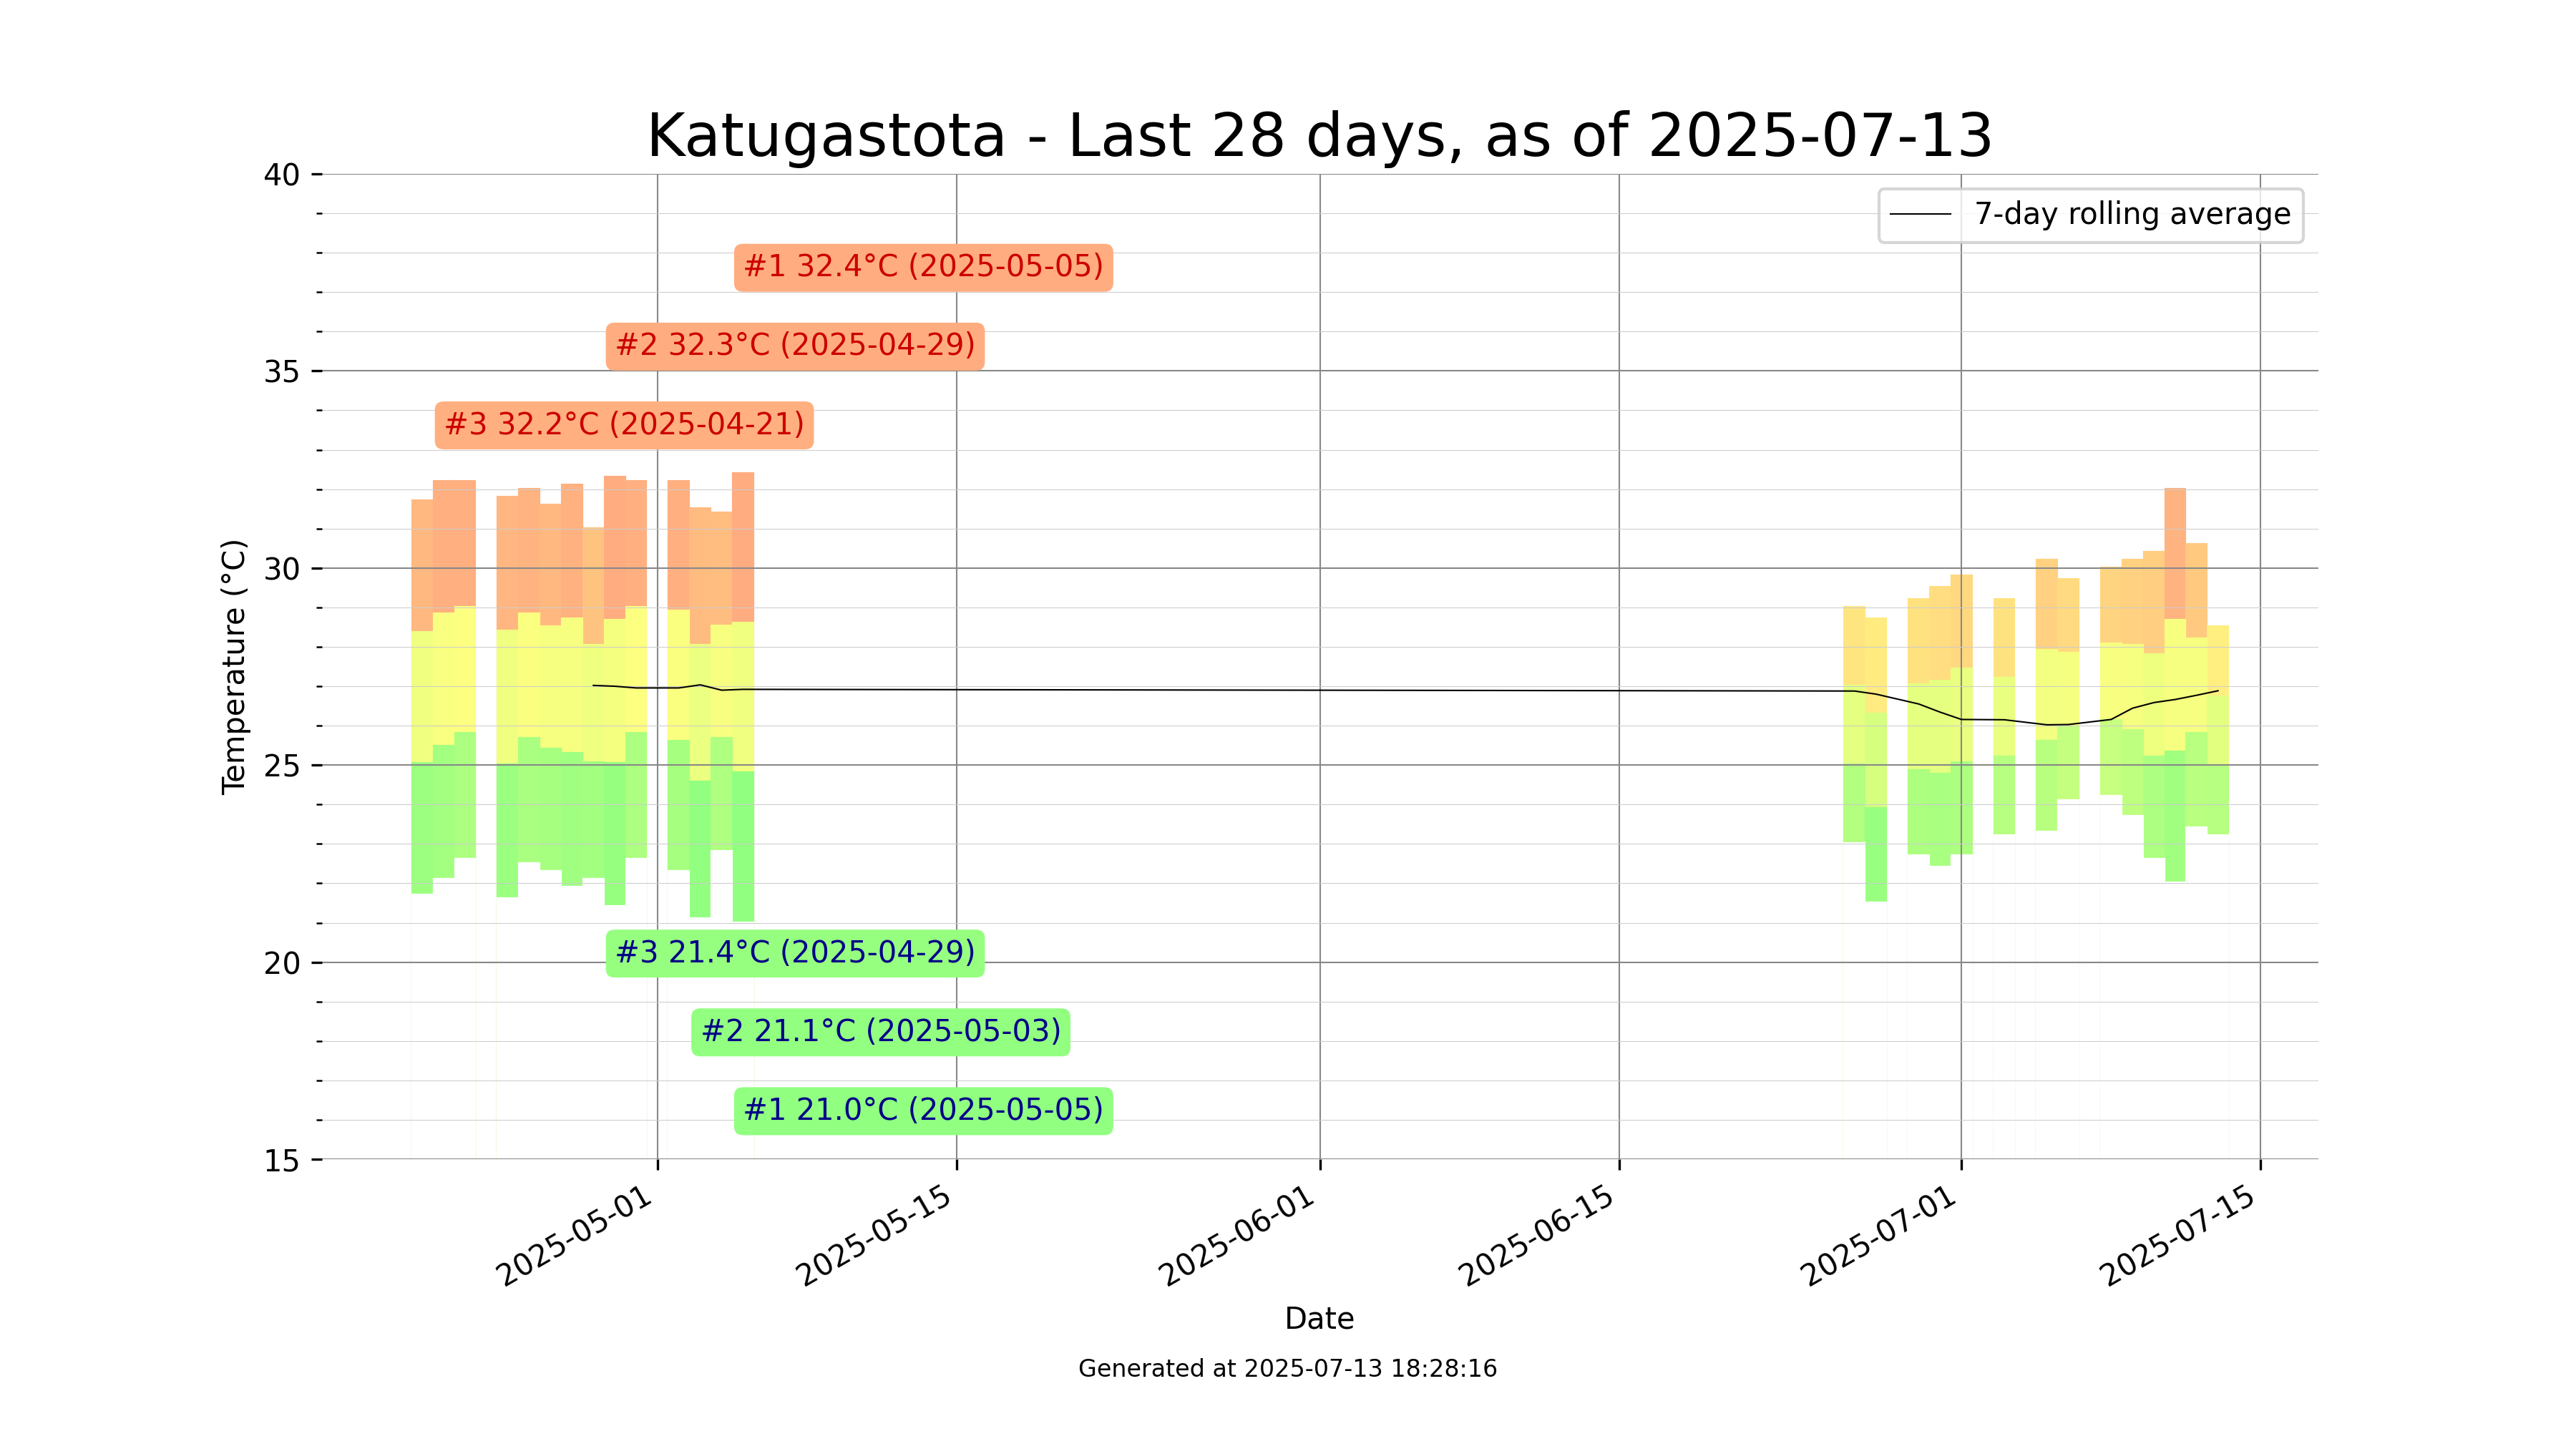 Katugastota - Last 28 days, as of 2025-07-13
7-day rolling average
#1 32.4°C (2025-05-05)
#2 32.3°C (2025-04-29)
#3 32.2°C (2025-04-21)
#3 21.4°C (2025-04-29)
#2 21.1°C (2025-05-03)
#1 21.0°C (2025-05-05)
Temperature (°C)
40
35
30
25
20
15
2025-05-01
2025-05-15
2025-06-01
2025-06-15
2025-07-01
2025-07-15
Date
Generated at 2025-07-13 18:28:16